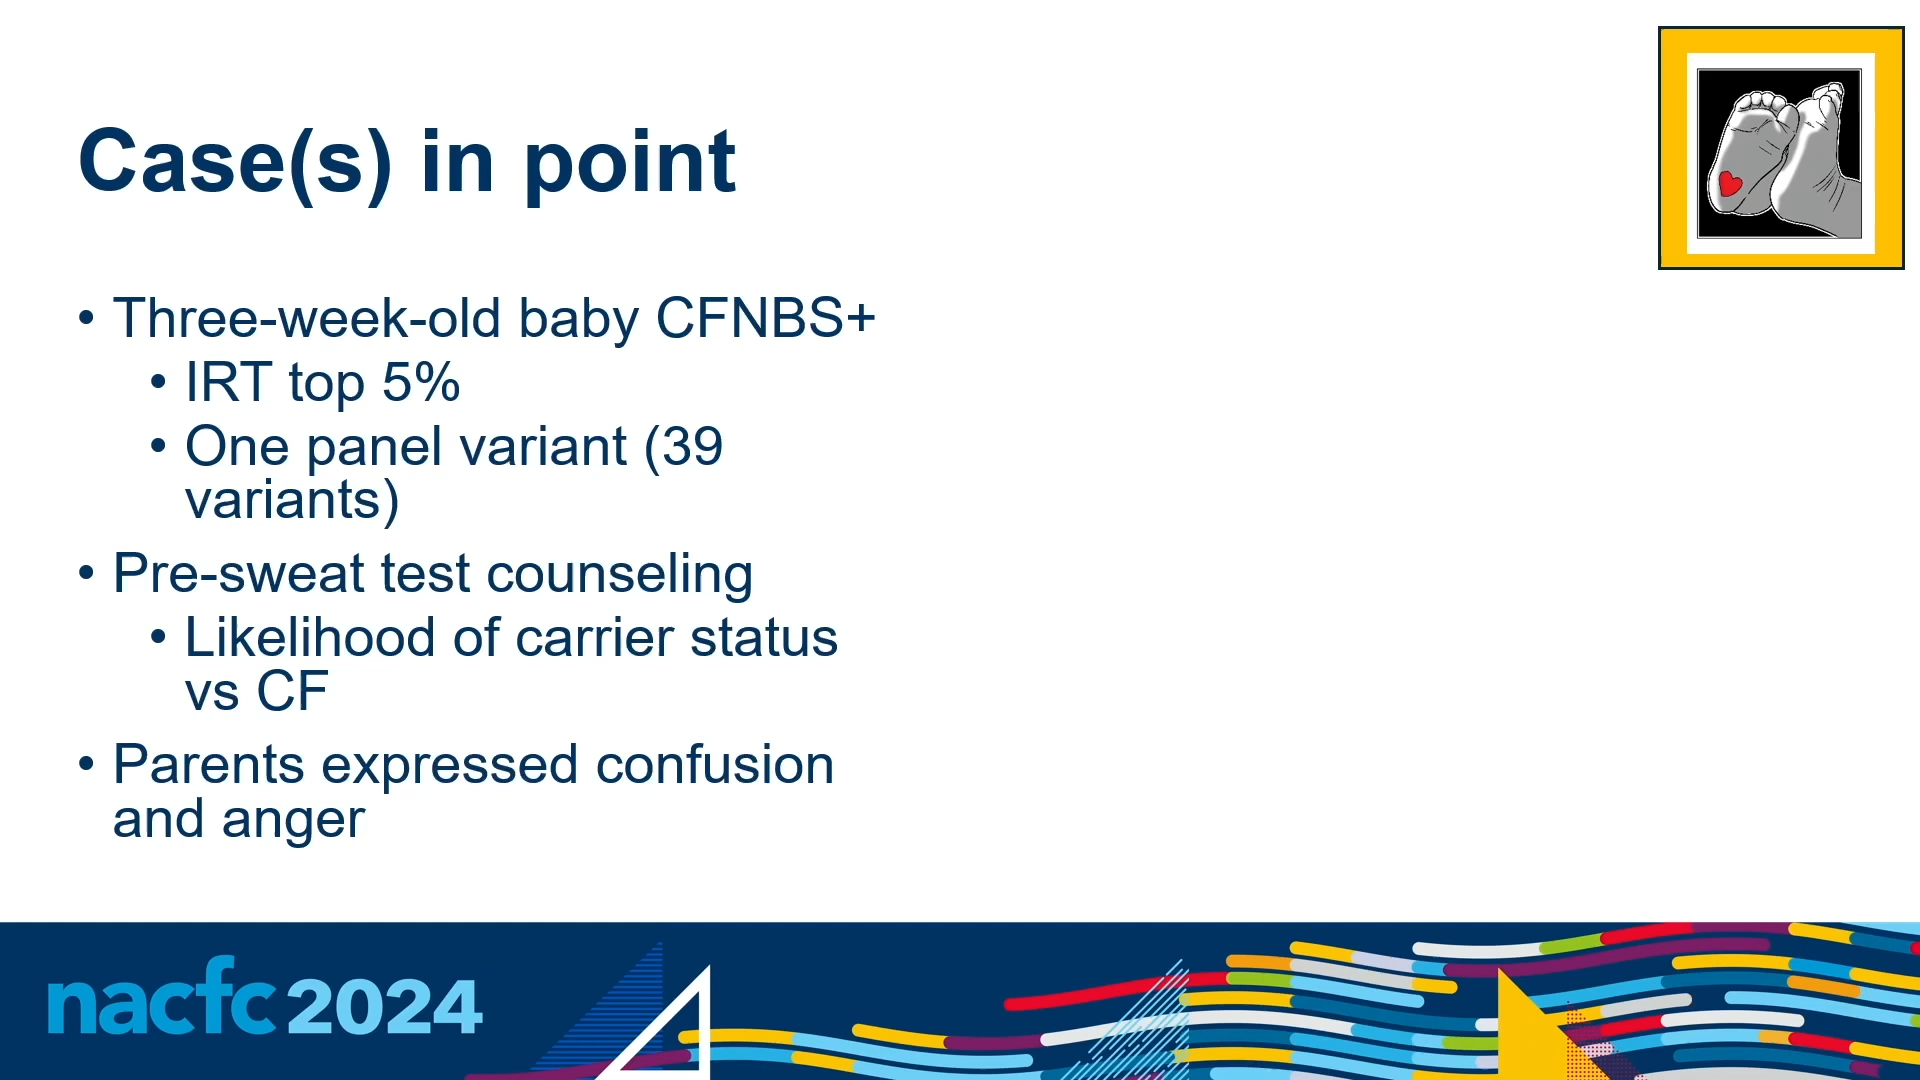 Case(s) in point
• Three-week-old baby CFNBS+
• IRT top 5%
• One panel variant (39
variants)
• Pre-sweat test counseling
• Likelihood of carrier status
vs CF
• Parents expressed confusion
and anger
nacfc 2024